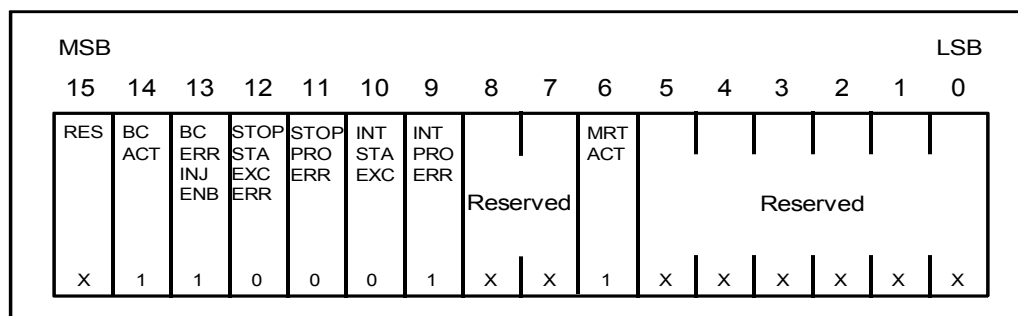 MSB LSB
15 14 13 12 11 10 9 8 7 6 5 4 3 2 1 0
RES BC STOP STOP INT INT MRT
ACT ERR STA PRO STA PRO ACT
BC INJ EXC ERR EXC ERR
ENB ERR
Reserved Reserved
X 1 1 0 0 0 1 X X 1 X X X X X X